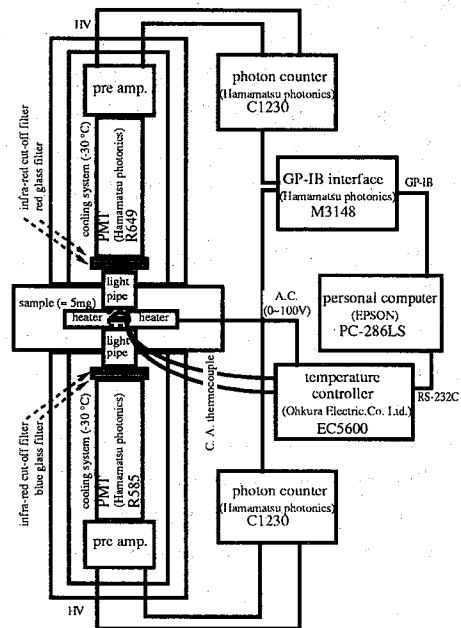 HV
pre amp.
photon counter
(Hamamatsu photonics)
C1230
infra-red cut-off filter
red glass filter
cooling system (-30 °C)
PMT
(Hamamatsu photonics)
R649
GP-IB interface
(Hamamatsu photonics)
M3148
GP-IB
light
pipe
sample (= 5mg)
heater
heater
A.C.
(0~100V)
personal computer
(EPSON)
PC-286LS
light
pipe
C. A. thermocouple
temperature
controller
(Ohkura Electric.Co. Ltd.)
EC5600
RS-232C
infra-red cut-off filter
blue glass filter
cooling system (-30 °C)
PMT
(Hamamatsu photonics)
R585
photon counter
(Hamamatsu photonics)
C1230
pre amp.
HV